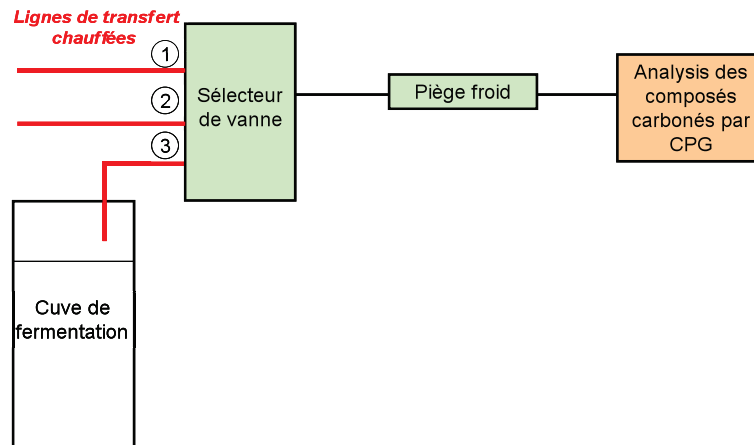 Lignes de transfert
chauffées
1
2
3
Sélecteur
de vanne
Piège froid
Analysis des
composés
carbonés par
CPG
Cuve de
fermentation